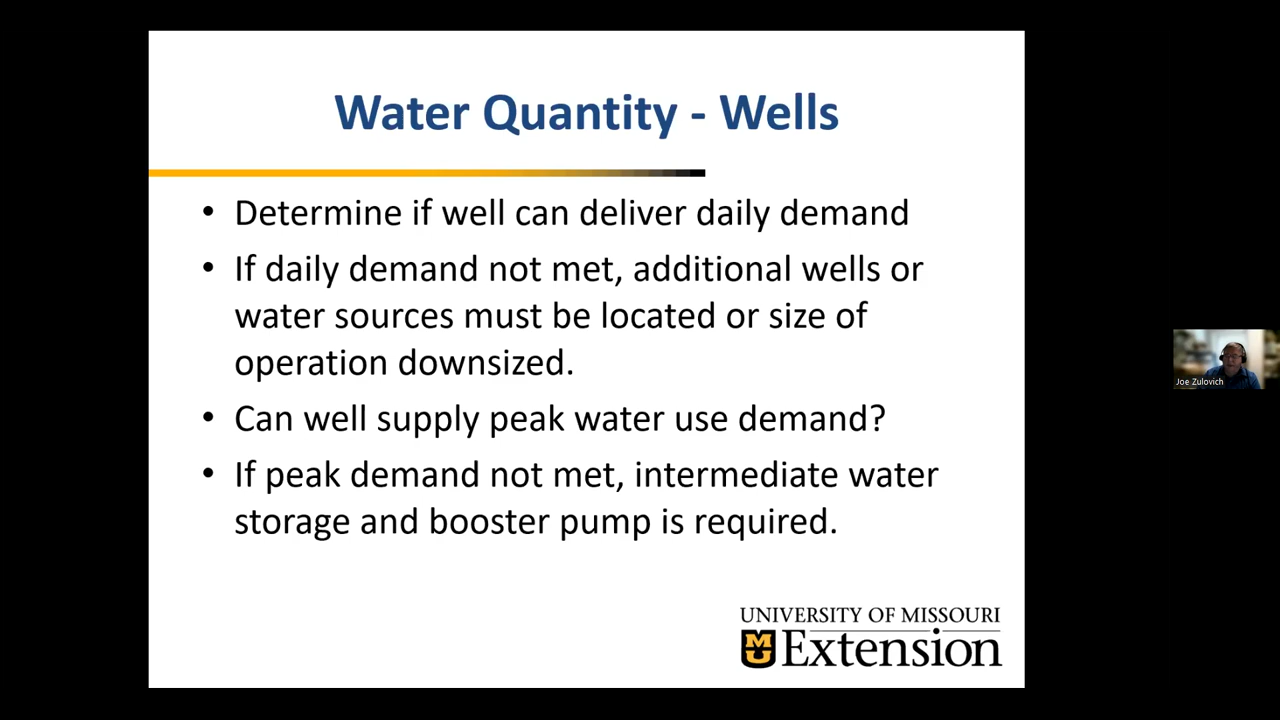 Water Quantity - Wells
• Determine if well can deliver daily demand
• If daily demand not met, additional wells or
water sources must be located or size of
operation downsized.
• Can well supply peak water use demand?
• If peak demand not met, intermediate water
storage and booster pump is required.
UNIVERSITY OF MISSOURI
MU Extension
Joe Zulovich